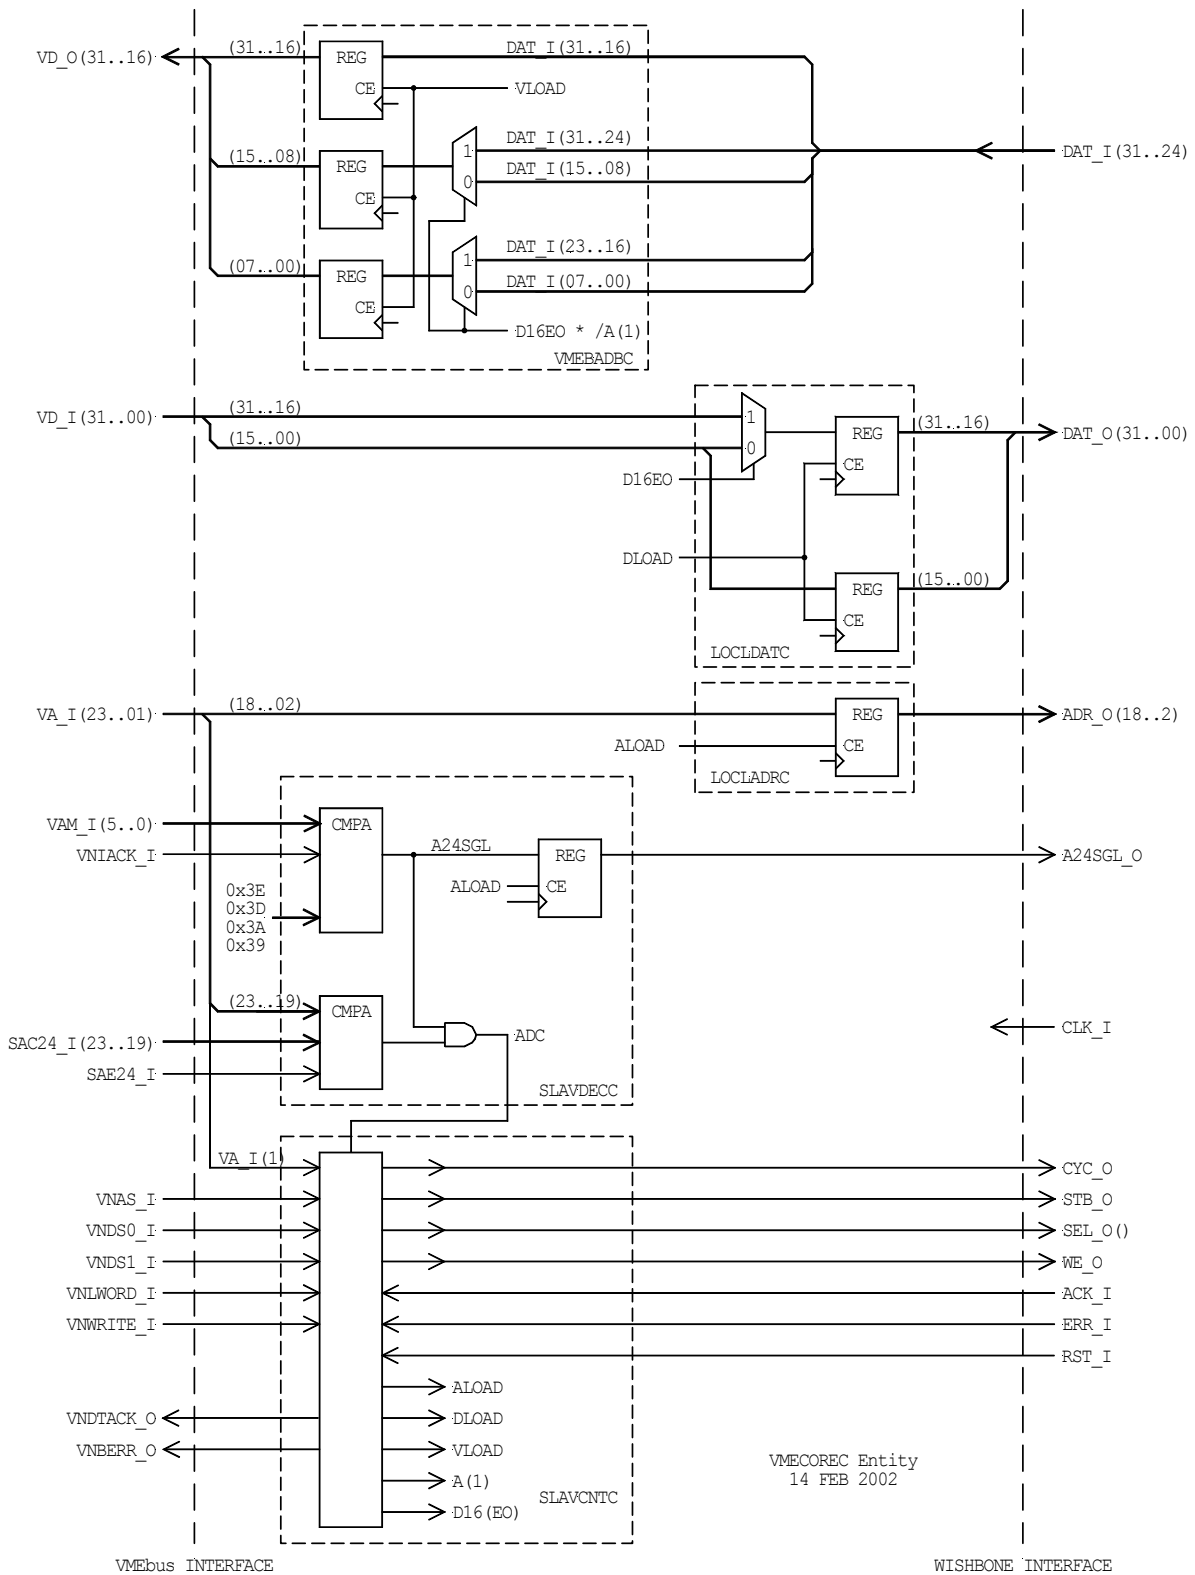 VD_O(31..16)
(31..16)
REG
DAT_I(31..16)
CE
VLOAD
(15..08)
REG
1
DAT_I(31..24)
DAT_I(31..24)
CE
0
DAT_I(15..08)
(07..00)
REG
1
DAT_I(23..16)
CE
0
DAT_I(07..00)
D16EO * /A(1)
VMEBADBC
VD_I(31..00)
(31..16)
1
REG
(31..16)
DAT_O(31..00)
(15..00)
0
CE
D16EO
DLOAD
REG
(15..00)
CE
LOCLDATC
VA_I(23..01)
(18..02)
REG
ADR_O(18..2)
ALOAD
CE
LOCLADRC
VAM_I(5..0)
CMPA
VNIACK_I
A24SGL
REG
A24SGL_O
ALOAD
CE
0x3E
0x3D
0x3A
0x39
(23..19)
CMPA
ADC
CLK_I
SAC24_I(23..19)
SAE24_I
SLAVDECC
VA_I(1)
CYC_O
VNAS_I
STB_O
VNDS0_I
SEL_O()
VNDS1_I
WE_O
VNLWORD_I
ACK_I
VNWRITE_I
ERR_I
RST_I
ALOAD
VNDTACK_O
DLOAD
VNBERR_O
VLOAD
A(1)
D16(EO)
SLAVCNTC
VMECOREC Entity
14 FEB 2002
VMEbus INTERFACE
WISHBONE INTERFACE